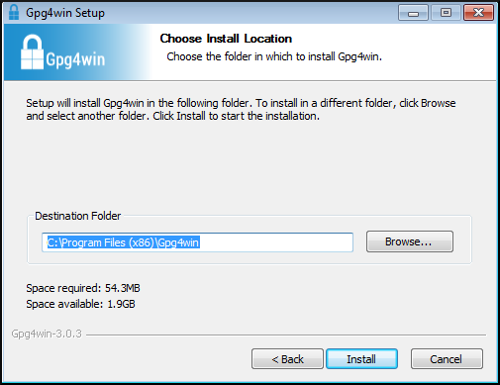 Gpg4win Setup
Choose Install Location
Choose the folder in which to install Gpg4win.
Gpg4win
Setup will install Gpg4win in the following folder. To install in a different folder, click Browse
and select another folder. Click Install to start the installation.
Destination Folder
C:\Program Files (x86)\Gpg4win
Browse...
Space required: 54.3MB
Space available: 1.9GB
Gpg4win-3.0.3
< Back
Install
Cancel